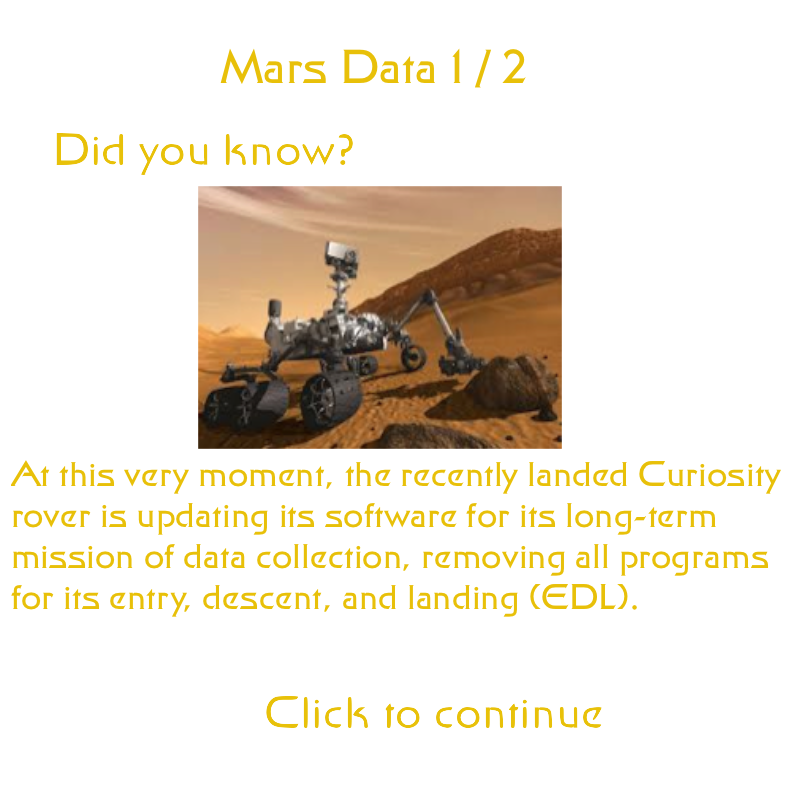 Mars Data 1 / 2
Did you know?
At this very moment, the recently landed Curiosity
rover is updating its software for its long-term
mission of data collection, removing all programs
for its entry, descent, and landing (EDL).
Click to continue